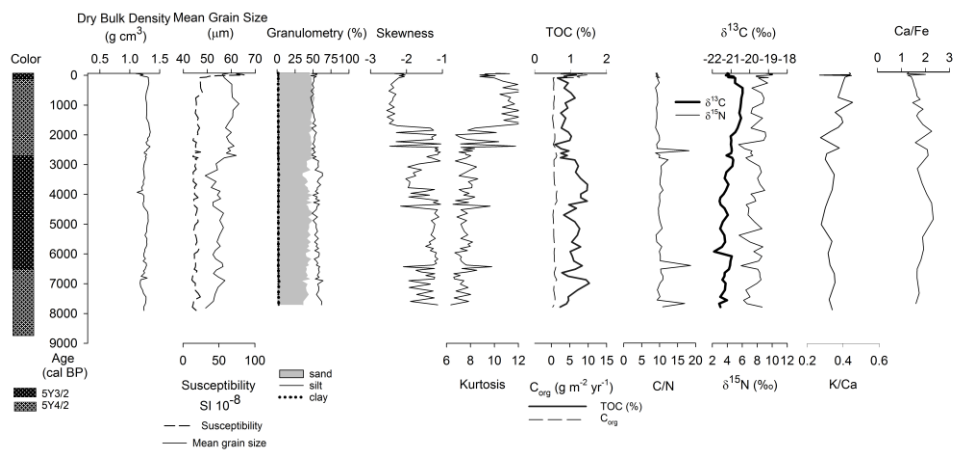 Dry Bulk Density Mean Grain Size
(g cm³) (μm) Granulometry (%) Skewness TOC (%) δ¹³C (‰) Ca/Fe
Color 0.5 1.0 1.5 40 50 60 70 0 25 50 75 100 -3 -2 -1 0 1 2 -22 -21 -20 -19 -18 0 1 2 3
0
1000
2000
3000
4000
5000
6000
7000
8000
9000
δ¹³C
δ¹⁵N
Age
(cal BP)
0 50 100
6 8 10 12
0 5 10 15
0 5 10 15 20
2 4 6 8 10 12
0.2 0.4 0.6
Susceptibility
SI 10⁻⁸
sand
silt
clay
Kurtosis C org (g m⁻² yr⁻¹) C/N δ¹⁵N (‰) K/Ca
5Y3/2
5Y4/2
Susceptibility
Mean grain size
TOC (%)
C org